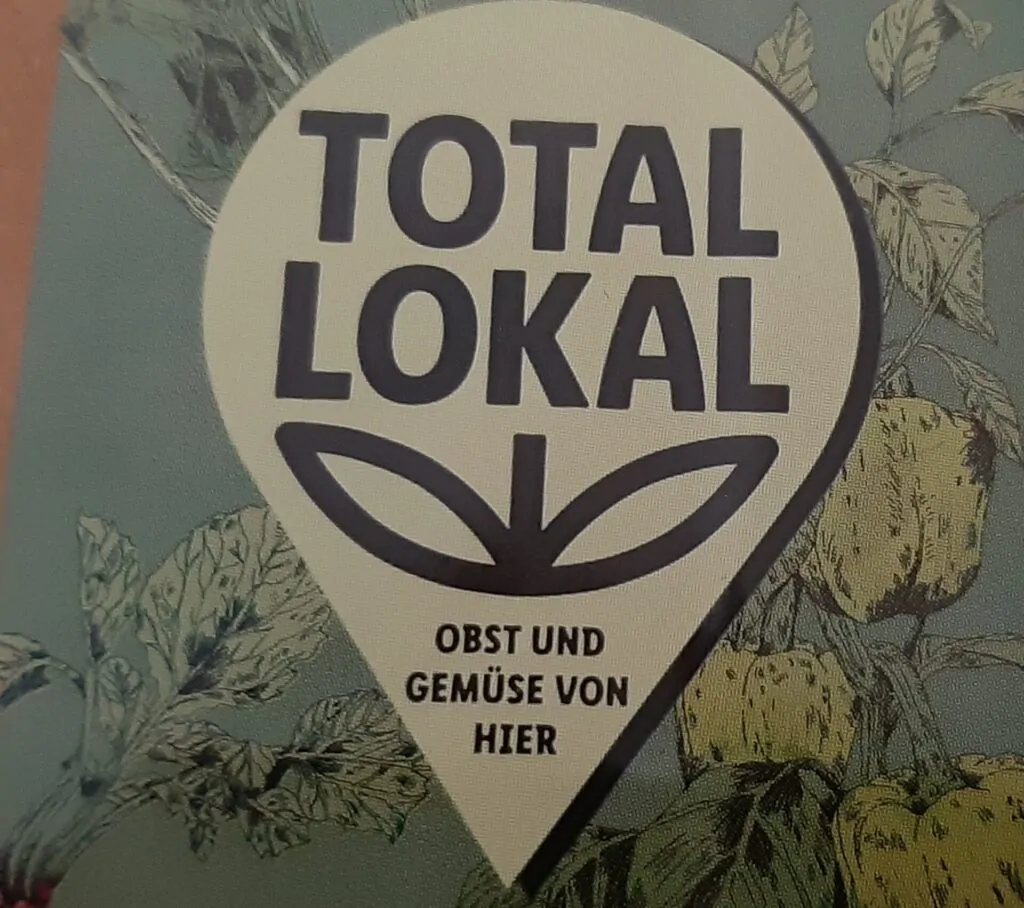 TOTAL
LOKAL
OBST UND
GEMÜSE VON
HIER